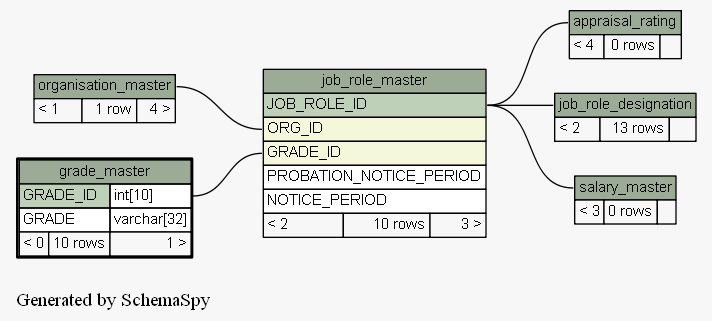 appraisal_rating
< 4 0 rows
organisation_master
< 1 1 row 4 >
job_role_master
JOB_ROLE_ID
ORG_ID
GRADE_ID
PROBATION_NOTICE_PERIOD
NOTICE_PERIOD
< 2 10 rows 3 >
job_role_designation
< 2 13 rows
grade_master
GRADE_ID int[10]
GRADE varchar[32]
< 0 10 rows 1 >
salary_master
< 3 0 rows
Generated by SchemaSpy